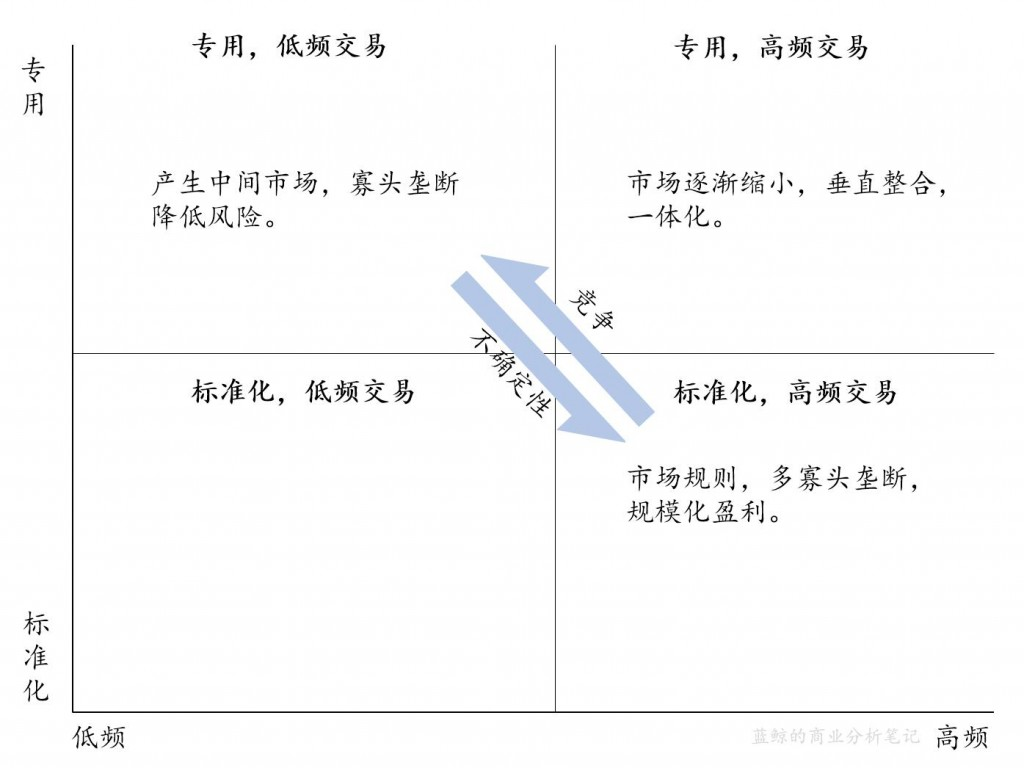 专用
专用，低频交易
专用，高频交易
产生中间市场，寡头垄断
降低风险。
市场逐渐缩小，垂直整合，
一体化。
竞争
不确定性
标准化，低频交易
标准化，高频交易
市场规则，多寡头垄断，
规模化盈利。
标准化
低频
蓝鲸的商业分析笔记
高频